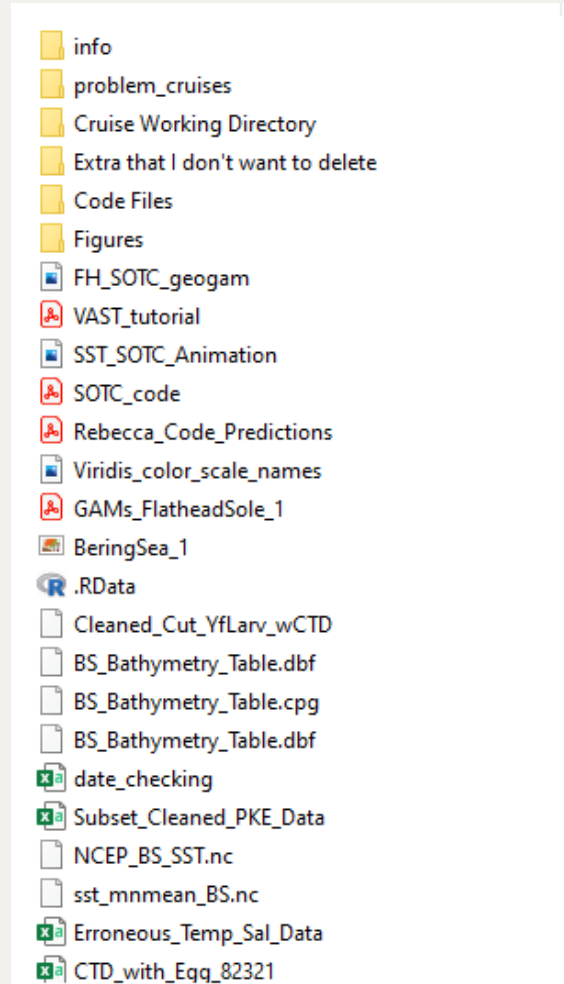 info
problem_cruises
Cruise Working Directory
Extra that I don't want to delete
Code Files
Figures
FH_SOTC_geogam
VAST_tutorial
SST_SOTC_Animation
SOTC_code
Rebecca_Code_Predictions
Viridis_color_scale_names
GAMs_FlatheadSole_1
BeringSea_1
.RData
Cleaned_Cut_YfLarv_wCTD
BS_Bathymetry_Table.dbf
BS_Bathymetry_Table.cpg
BS_Bathymetry_Table.dbf
date_checking
Subset_Cleaned_PKE_Data
NCEP_BS_SST.nc
sst_mnmean_BS.nc
Erroneous_Temp_Sal_Data
CTD_with_Egg_82321